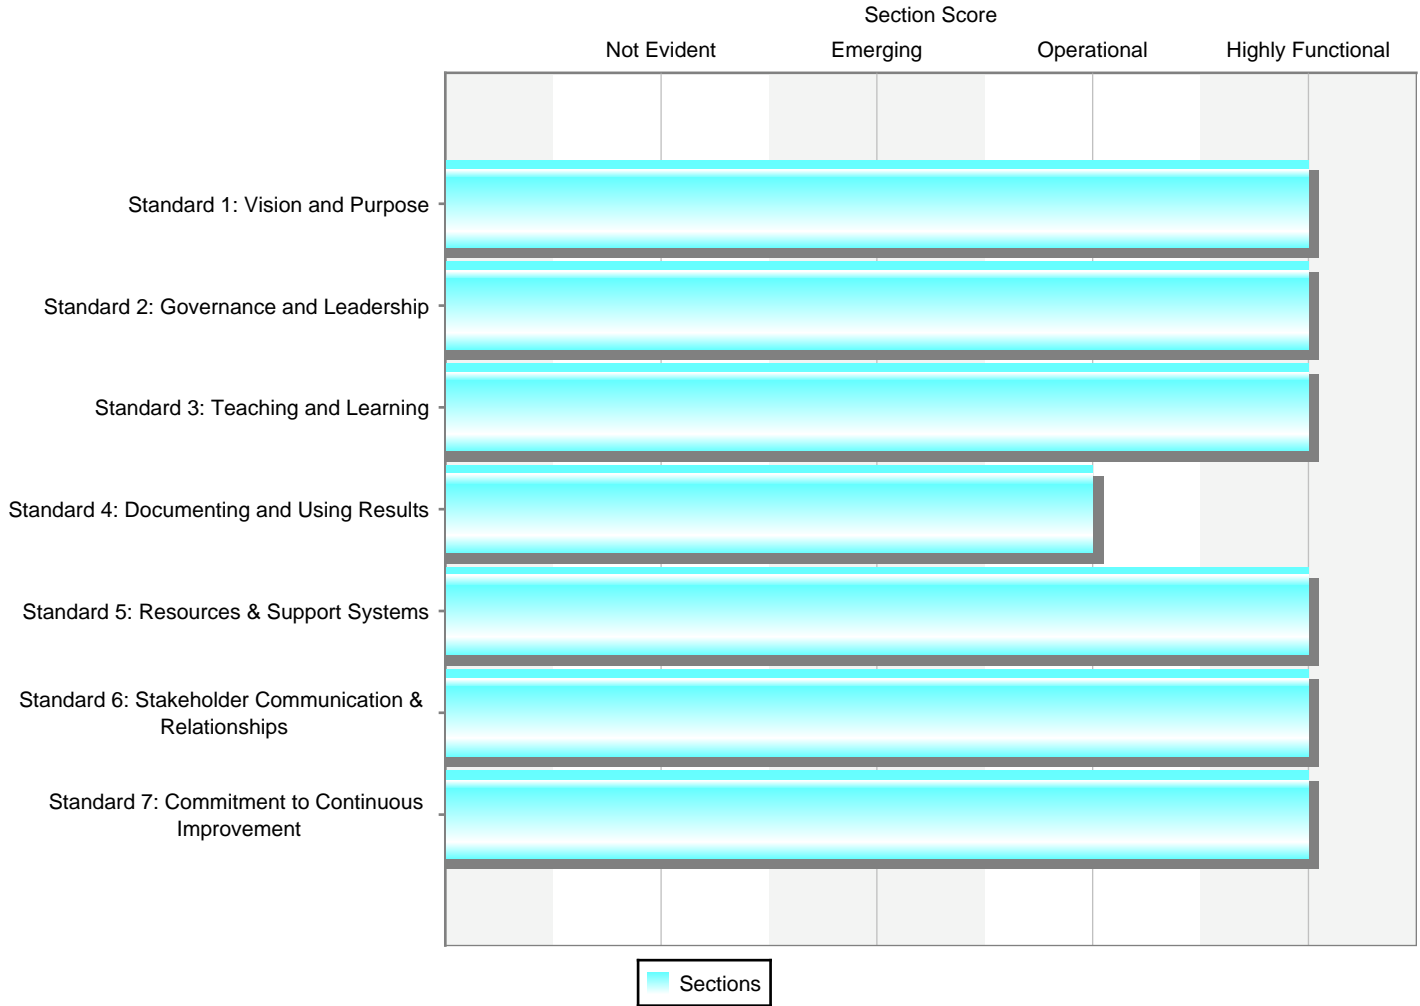 Section Score
Not Evident Emerging Operational Highly Functional
Standard 1: Vision and Purpose
Standard 2: Governance and Leadership
Standard 3: Teaching and Learning
Standard 4: Documenting and Using Results
Standard 5: Resources & Support Systems
Standard 6: Stakeholder Communication &
Relationships
Standard 7: Commitment to Continuous
Improvement
Sections